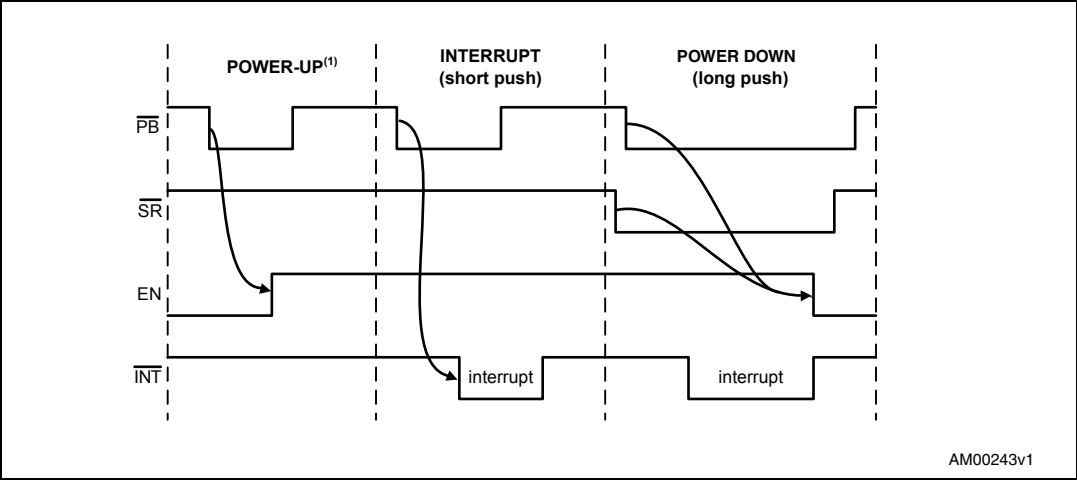 POWER-UP(1)
INTERRUPT
(short push)
POWER DOWN
(long push)
PB
SR
EN
INT
interrupt
interrupt
AM00243v1